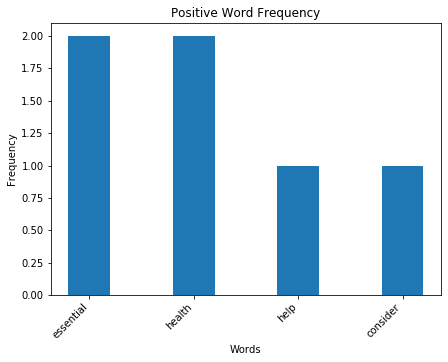 Positive Word Frequency
2.00
1.75
1.50
1.25
1.00
0.75
0.50
0.25
0.00
Frequency
essential
health
help
consider
Words